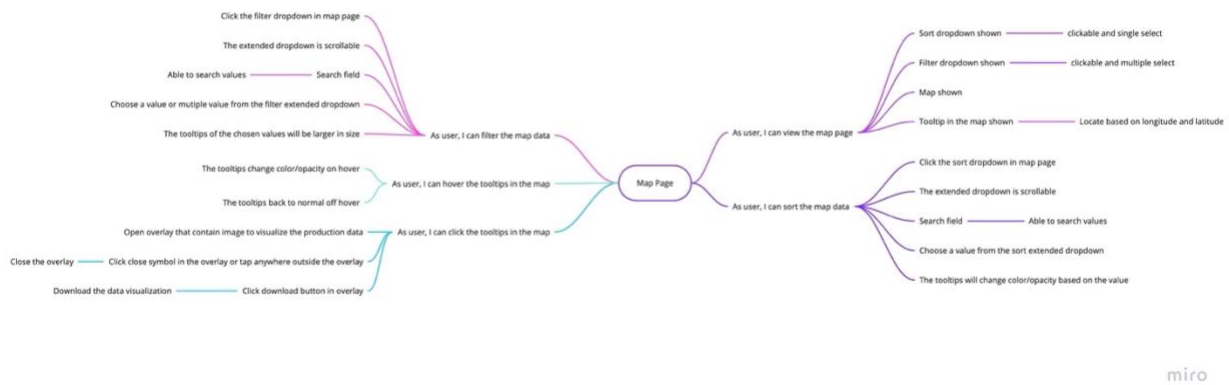 Click the filter dropdown in map page
The extended dropdown is scrollable
Able to search values
Search field
Choose a value or mutiple value from the filter extended dropdown
The tooltips of the chosen values will be larger in size
As user, I can filter the map data
The tooltips change color/opacity on hover
The tooltips back to normal off hover
As user, I can hover the tooltips in the map
Open overlay that contain image to visualize the production data
Close the overlay
Click close symbol in the overlay or tap anywhere outside the overlay
Download the data visualization
Click download button in overlay
As user, I can click the tooltips in the map
Map Page
As user, I can view the map page
Sort dropdown shown
clickable and single select
Filter dropdown shown
clickable and multiple select
Map shown
Tooltip in the map shown
Locate based on longitude and latitude
As user, I can sort the map data
Click the sort dropdown in map page
The extended dropdown is scrollable
Search field
Able to search values
Choose a value from the sort extended dropdown
The tooltips will change color/opacity based on the value
miro